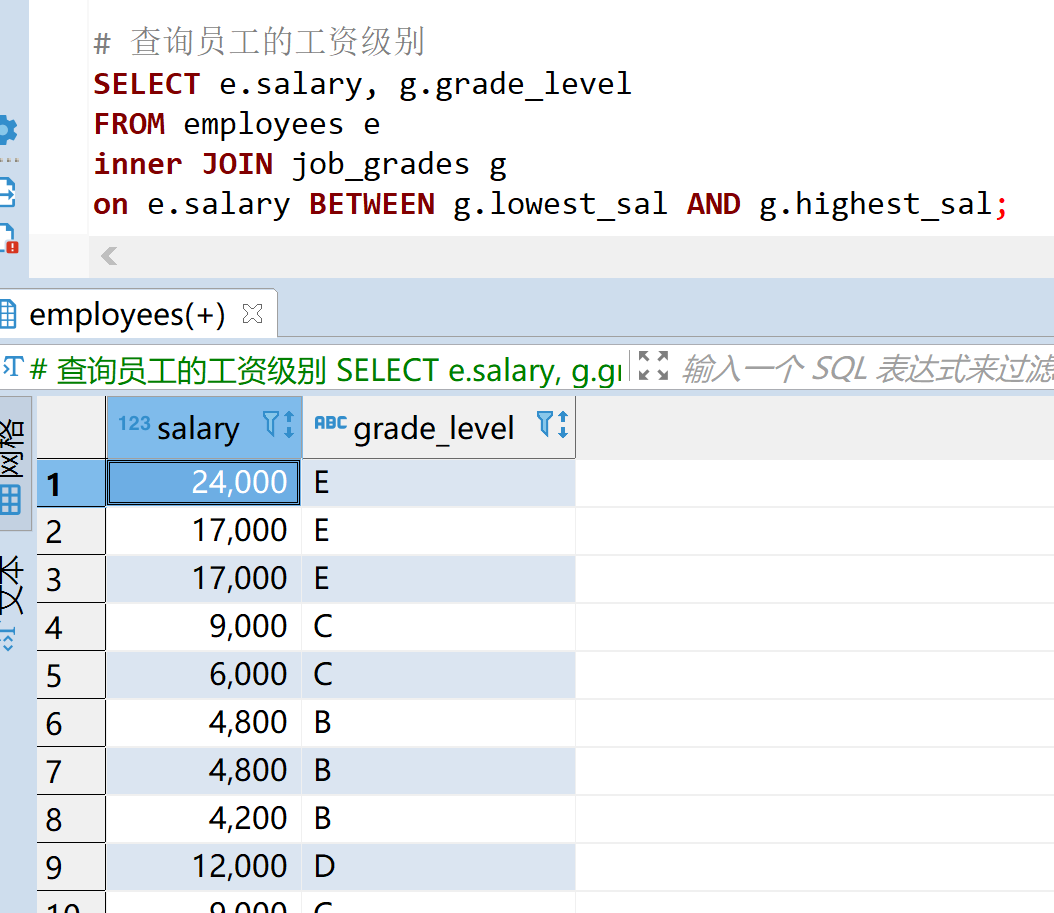 # 查询员工的工资级别
SELECT e.salary, g.grade_level
FROM employees e
inner JOIN job_grades g
on e.salary BETWEEN g.lowest_sal AND g.highest_sal;
employees(+)
# 查询员工的工资级别 SELECT e.salary, g.gr 输入一个 SQL 表达式来过滤
网格
文本
123 salary ABC grade_level
1 24,000 E
2 17,000 E
3 17,000 E
4 9,000 C
5 6,000 C
6 4,800 B
7 4,800 B
8 4,200 B
9 12,000 D
10 9,000 C